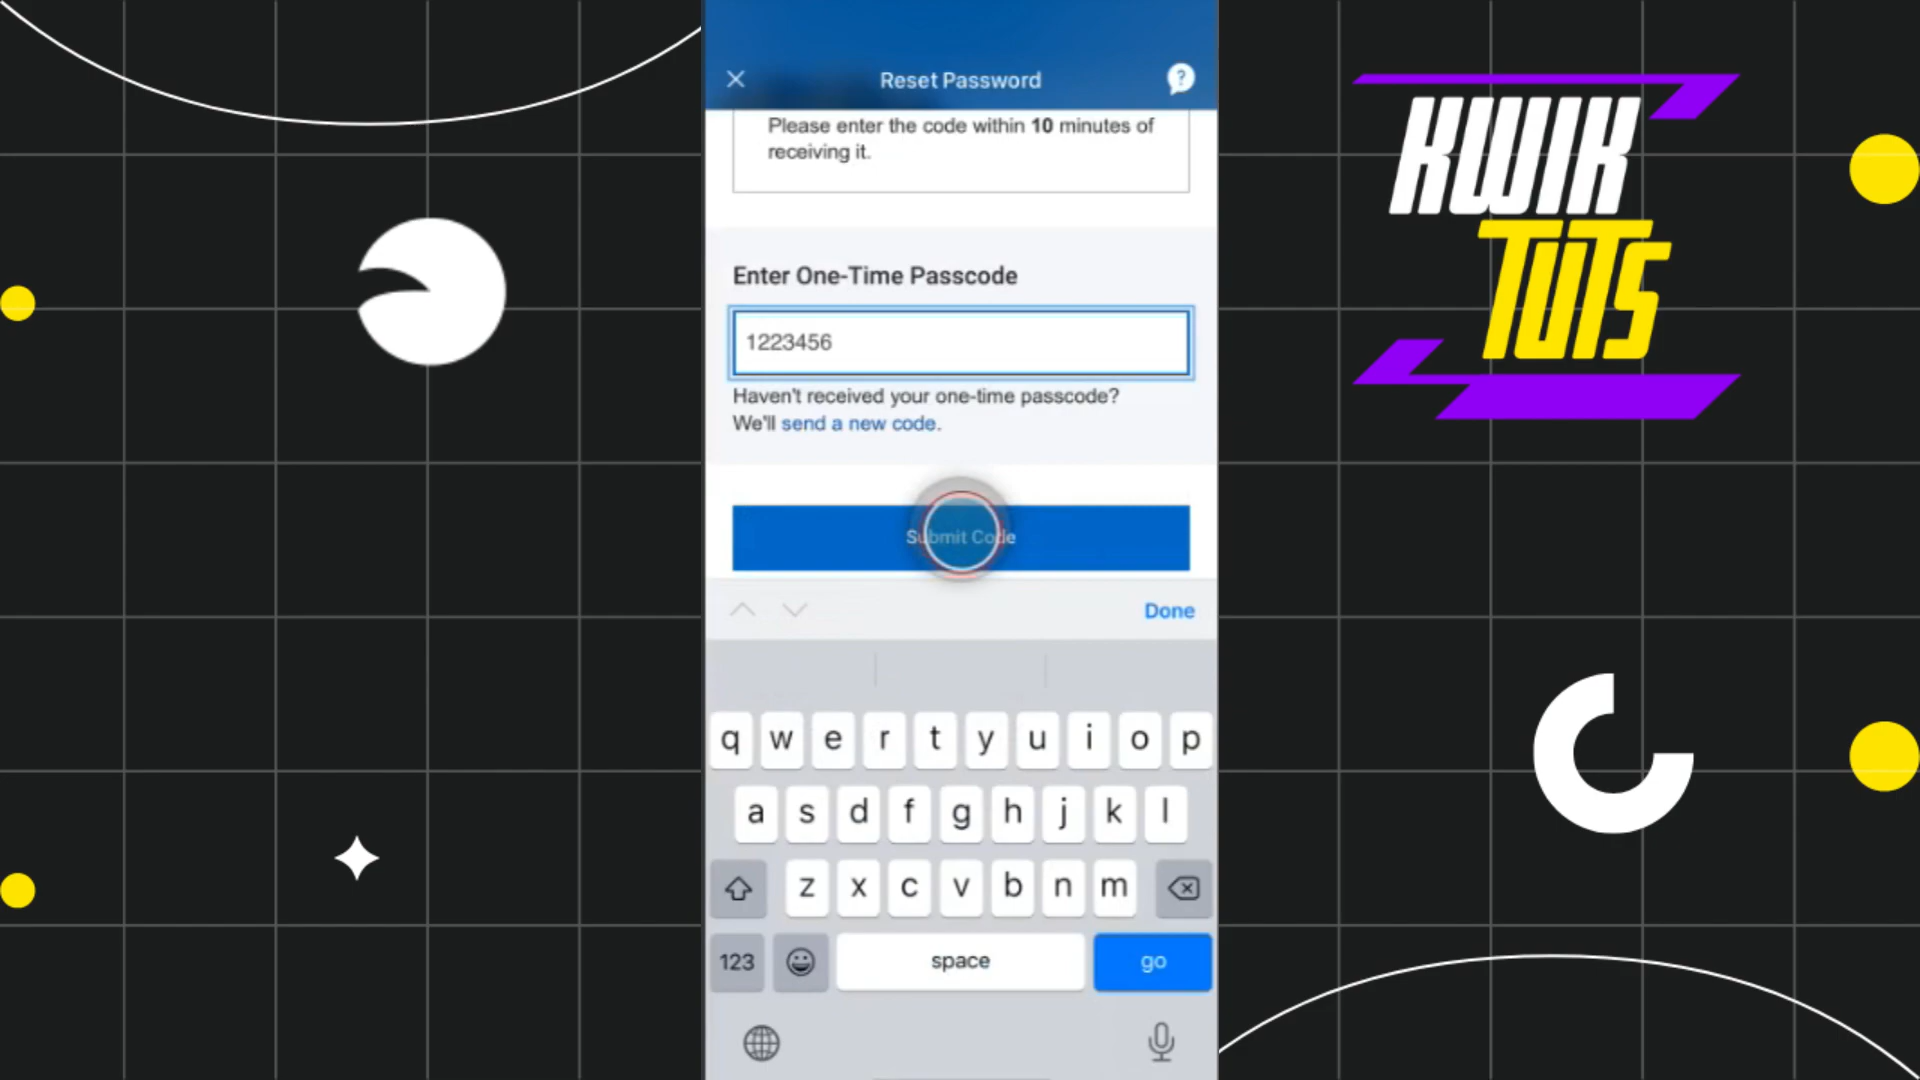 Reset Password
?
Please enter the code within 10 minutes of
receiving it.
Enter One-Time Passcode
1223456
Haven't received your one-time passcode?
We'll send a new code.
Submit Code
Done
q w e r t y u i o p
a s d f g h j k l
z x c v b n m
123 space go
KWIK
TUTS